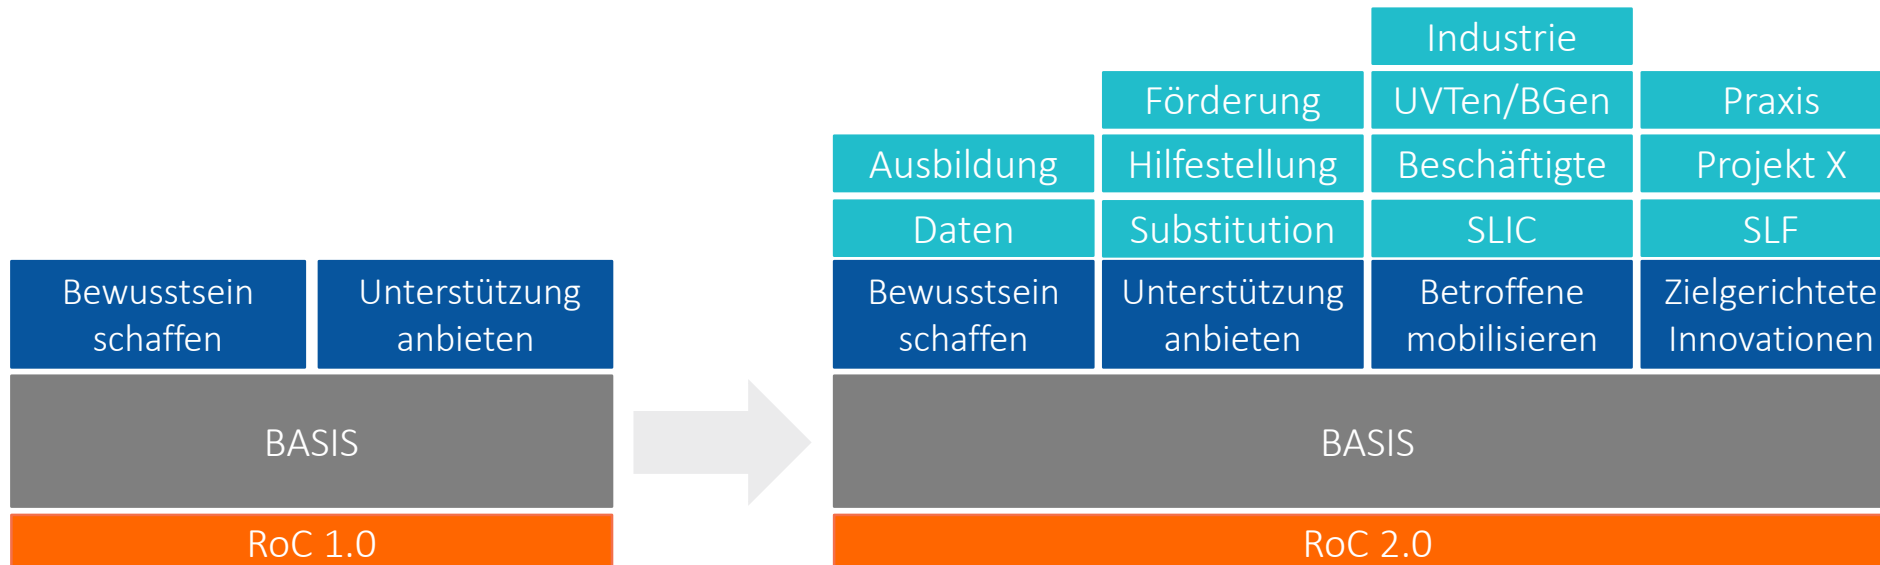 Bewusstsein
schaffen
Unterstützung
anbieten
BASIS
RoC 1.0
Industrie
Förderung
UVTen/BGen
Praxis
Ausbildung
Hilfestellung
Beschäftigte
Projekt X
Daten
Substitution
SLIC
SLF
Bewusstsein
schaffen
Unterstützung
anbieten
Betroffene
mobilisieren
Zielgerichtete
Innovationen
BASIS
RoC 2.0